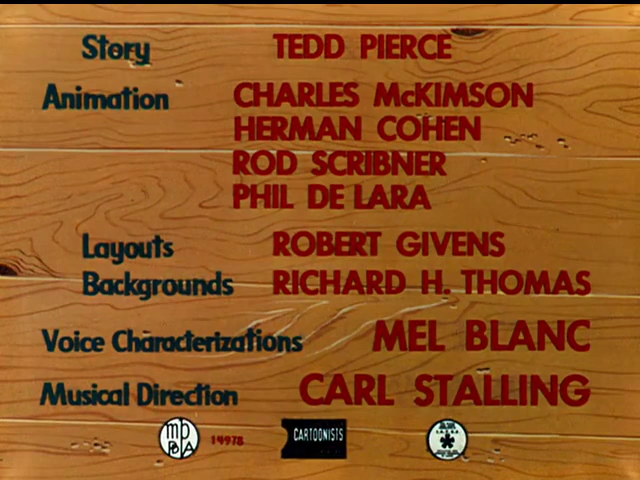 Story TEDD PIERCE
Animation CHARLES McKIMSON
HERMAN COHEN
ROD SCRIBNER
PHIL DE LARA
Layouts ROBERT GIVENS
Backgrounds RICHARD H. THOMAS
Voice Characterizations MEL BLANC
Musical Direction CARL STALLING
MPPDA 14978 CARTOONISTS